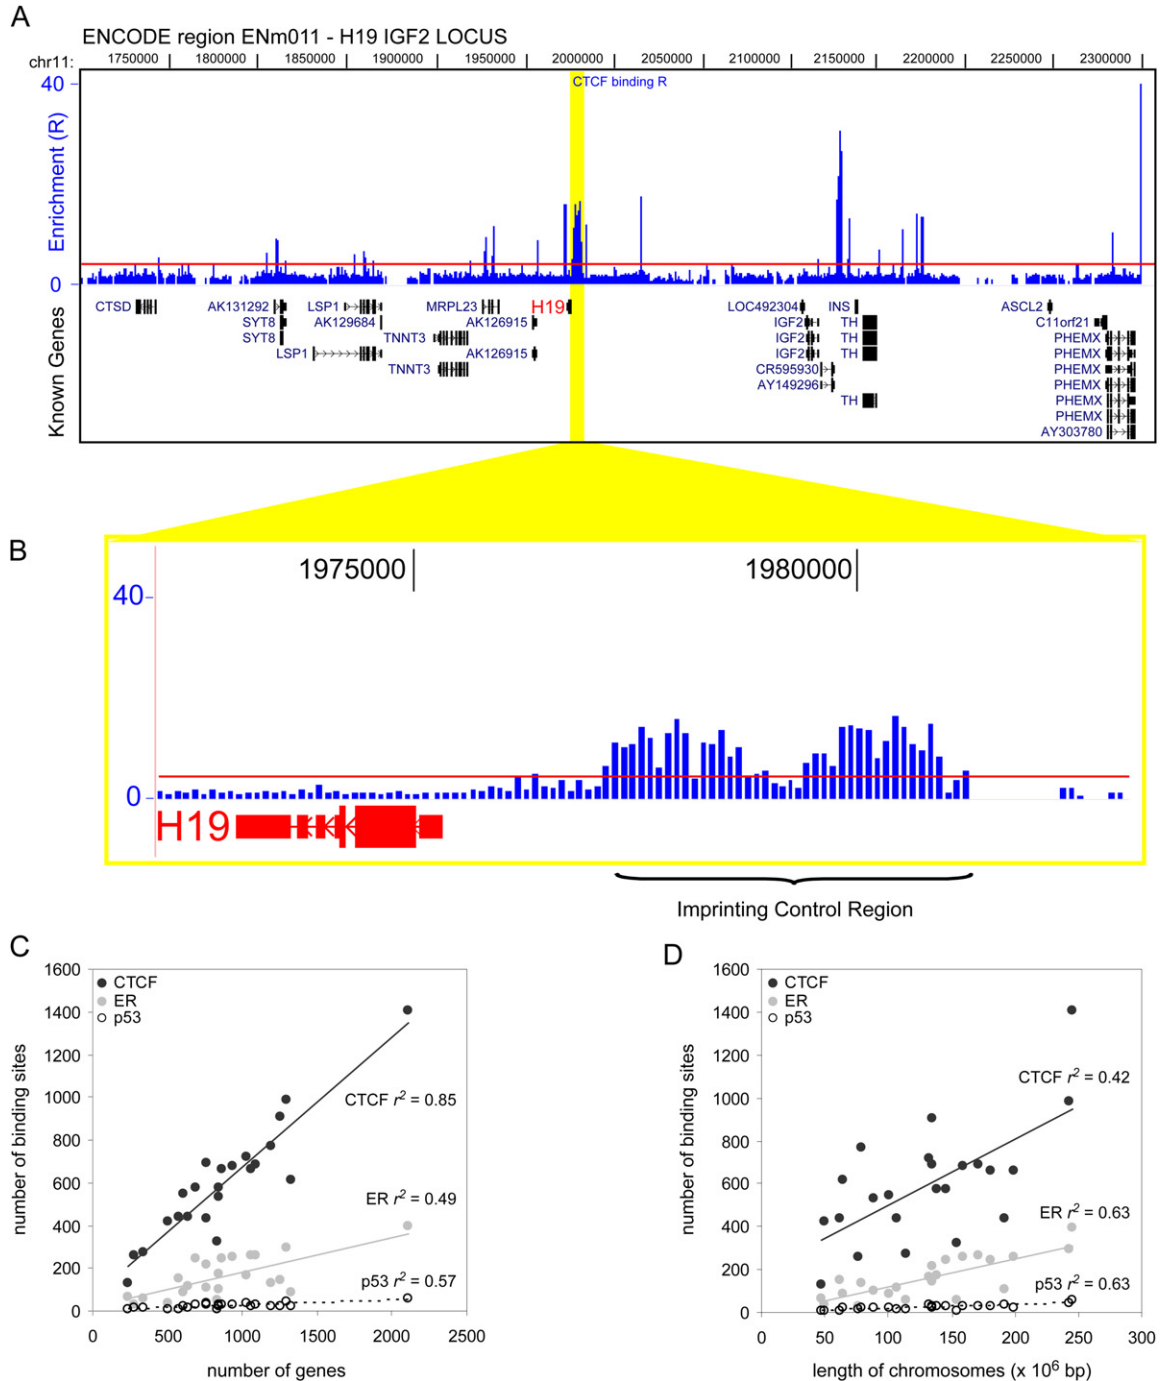 A
ENCODE region ENm011 - H19 IGF2 LOCUS
chr11: 1750000 1800000 1850000 1900000 1950000 2000000 2050000 2100000 2150000 2200000 2250000 2300000
40
CTCF binding R
Enrichment (R)
0
Known Genes
CTSD AK131292 LSP1 MRPL23 H19 LOC492304 INS ASCL2
SYT8 AK129684 AK126915 IGF2 TH C11orf21
SYT8 TNNT3 IGF2 TH PHEMX
LSP1 AK126915 IGF2 TH PHEMX
TNNT3 CR595930 PHEMX
AY149296 PHEMX
TH PHEMX
PHEMX
AY303780
B
1975000 1980000
40
0
H19
Imprinting Control Region
C
1600
1400
1200
1000
800
600
400
200
0
number of binding sites
CTCF
ER
p53
CTCF r² = 0.85
ER r² = 0.49
p53 r² = 0.57
0 500 1000 1500 2000 2500
number of genes
D
1600
1400
1200
1000
800
600
400
200
0
number of binding sites
CTCF
ER
p53
CTCF r² = 0.42
ER r² = 0.63
p53 r² = 0.63
0 50 100 150 200 250 300
length of chromosomes (x 10⁶ bp)